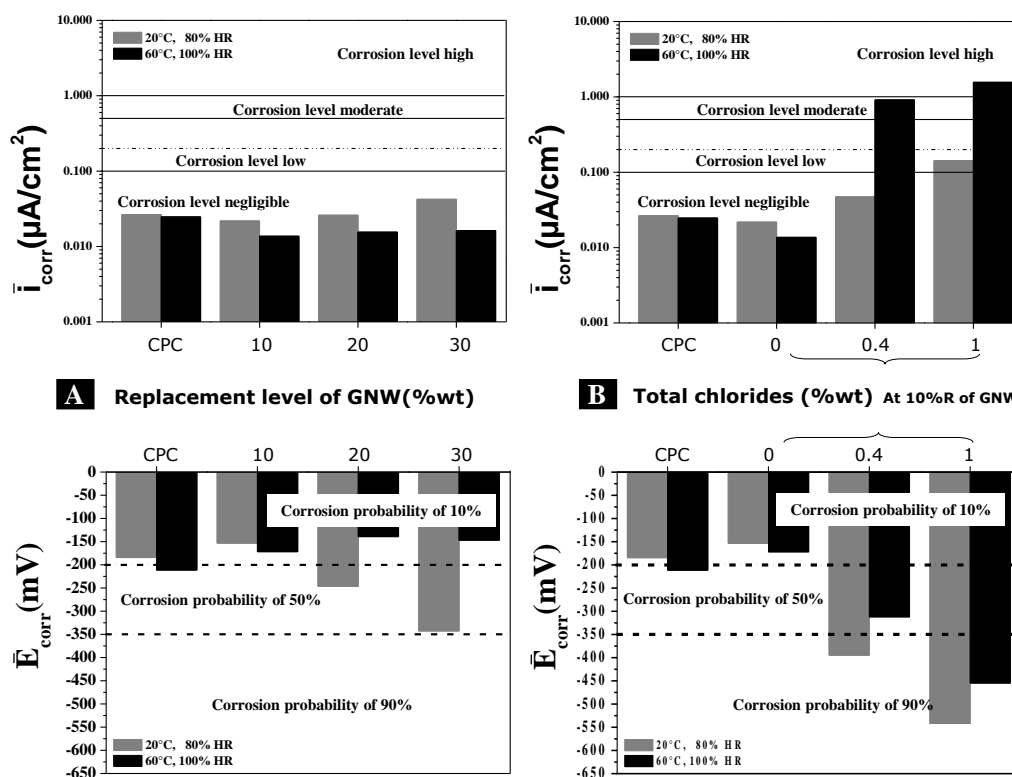 10.000
20°C, 80% HR
60°C, 100% HR
Corrosion level high
1.000
Corrosion level moderate
Corrosion level low
0.100
Corrosion level negligible
0.010
0.001
i̅corr(µA/cm²)
CPC 10 20 30
A Replacement level of GNW(%wt)
10.000
20°C, 80% HR
60°C, 100% HR
Corrosion level high
1.000
Corrosion level moderate
Corrosion level low
0.100
Corrosion level negligible
0.010
0.001
i̅corr(µA/cm²)
CPC 0 0.4 1
B Total chlorides (%wt) At 10%R of GNW
CPC 10 20 30
0
-50
-100
Corrosion probability of 10%
-150
-200
-250
Corrosion probability of 50%
-300
-350
-400
-450
-500
Corrosion probability of 90%
-550
-600
-650
20°C, 80% HR
60°C, 100% HR
E̅corr(mV)
CPC 0 0.4 1
0
-50
-100
Corrosion probability of 10%
-150
-200
-250
Corrosion probability of 50%
-300
-350
-400
-450
-500
Corrosion probability of 90%
-550
-600
-650
20°C, 80% HR
60°C, 100% HR
E̅corr(mV)